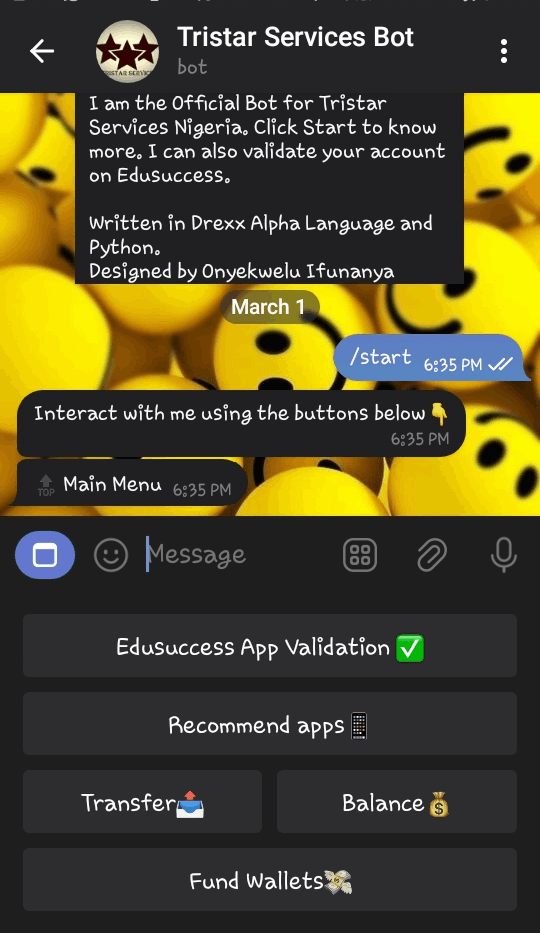 Tristar Services Bot
bot
I am the Official Bot for Tristar
Services Nigeria. Click Start to know
more. I can also validate your account
on Edusuccess.
Written in Drexx Alpha Language and
Python.
Designed by Onyekwelu Ifunanya
March 1
/start 6:35 PM
Interact with me using the buttons below👇
6:35 PM
🔝 Main Menu 6:35 PM
Message
Edusuccess App Validation ✅
Recommend apps📱
Transfer📤
Balance💰
Fund Wallets💸